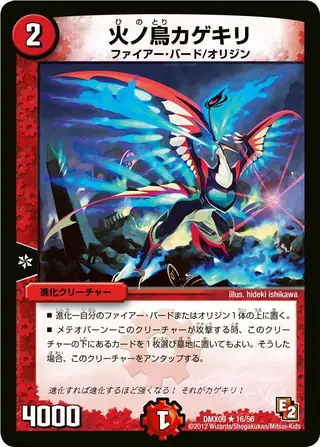 2
ひのとり
火ノ鳥カゲキリ
ファイアー・バード/オリジン
illus. hideki ishikawa
進化クリーチャー
■ 進化—自分のファイアー・バードまたはオリジン1体の上に置く。
■ メテオバーン—このクリーチャーが攻撃する時、このクリー
チャーの下にあるカードを1枚選び墓地に置いてもよい。そうした
場合、このクリーチャーをアンタップする。
進化すれば進化するほど強くなる! それがカゲキリ!
4000
1
E2
DMX09 ★ 16/56
©2012 Wizards/Shogakukan/Mitsui-Kids